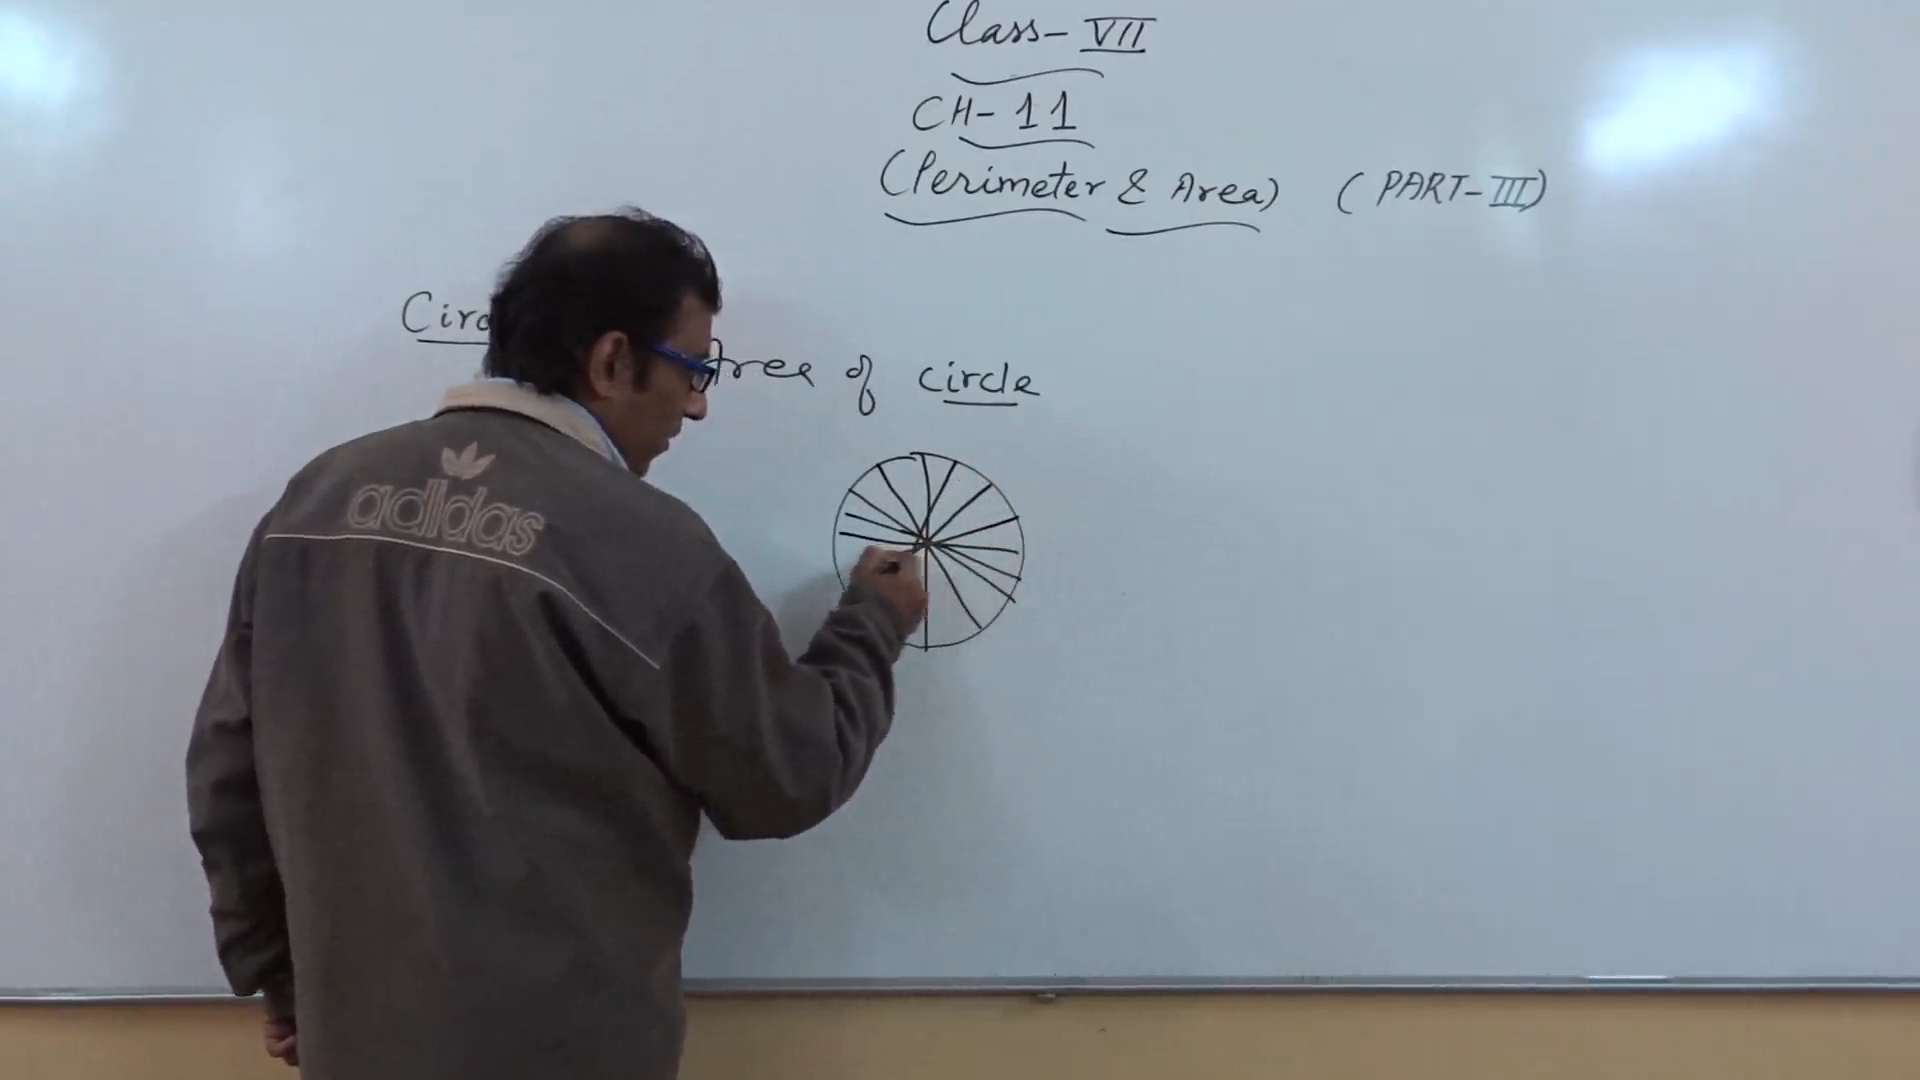 Class-VII
CH-11
(Perimeter & Area) (PART-III)
Area of circle
adidas